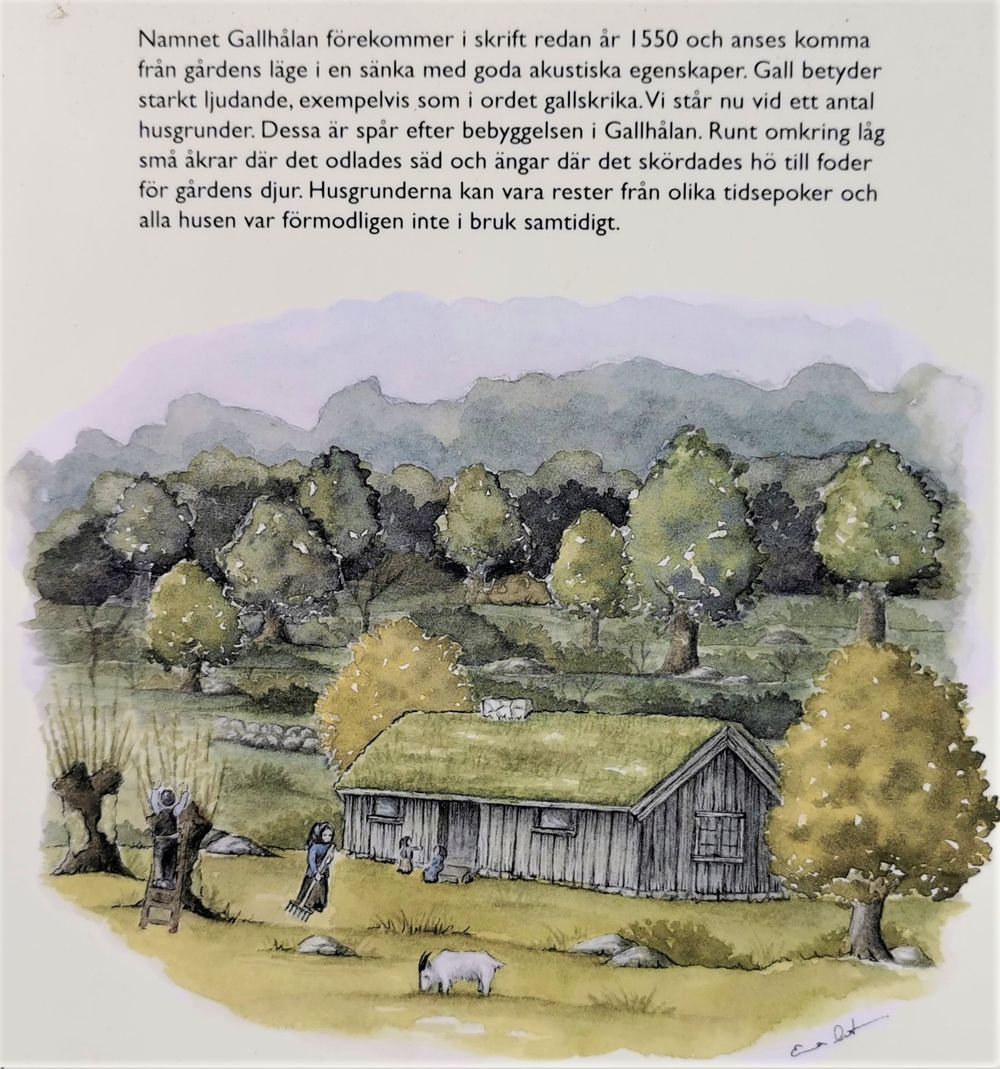 Namnet Gallhålan förekommer i skrift redan år 1550 och anses komma
från gårdens läge i en sänka med goda akustiska egenskaper. Gall betyder
starkt ljudande, exempelvis som i ordet gallskrika. Vi står nu vid ett antal
husgrunder. Dessa är spår efter bebyggelsen i Gallhålan. Runt omkring låg
små åkrar där det odlades säd och ängar där det skördades hö till foder
för gårdens djur. Husgrunderna kan vara rester från olika tidsepoker och
alla husen var förmodligen inte i bruk samtidigt.